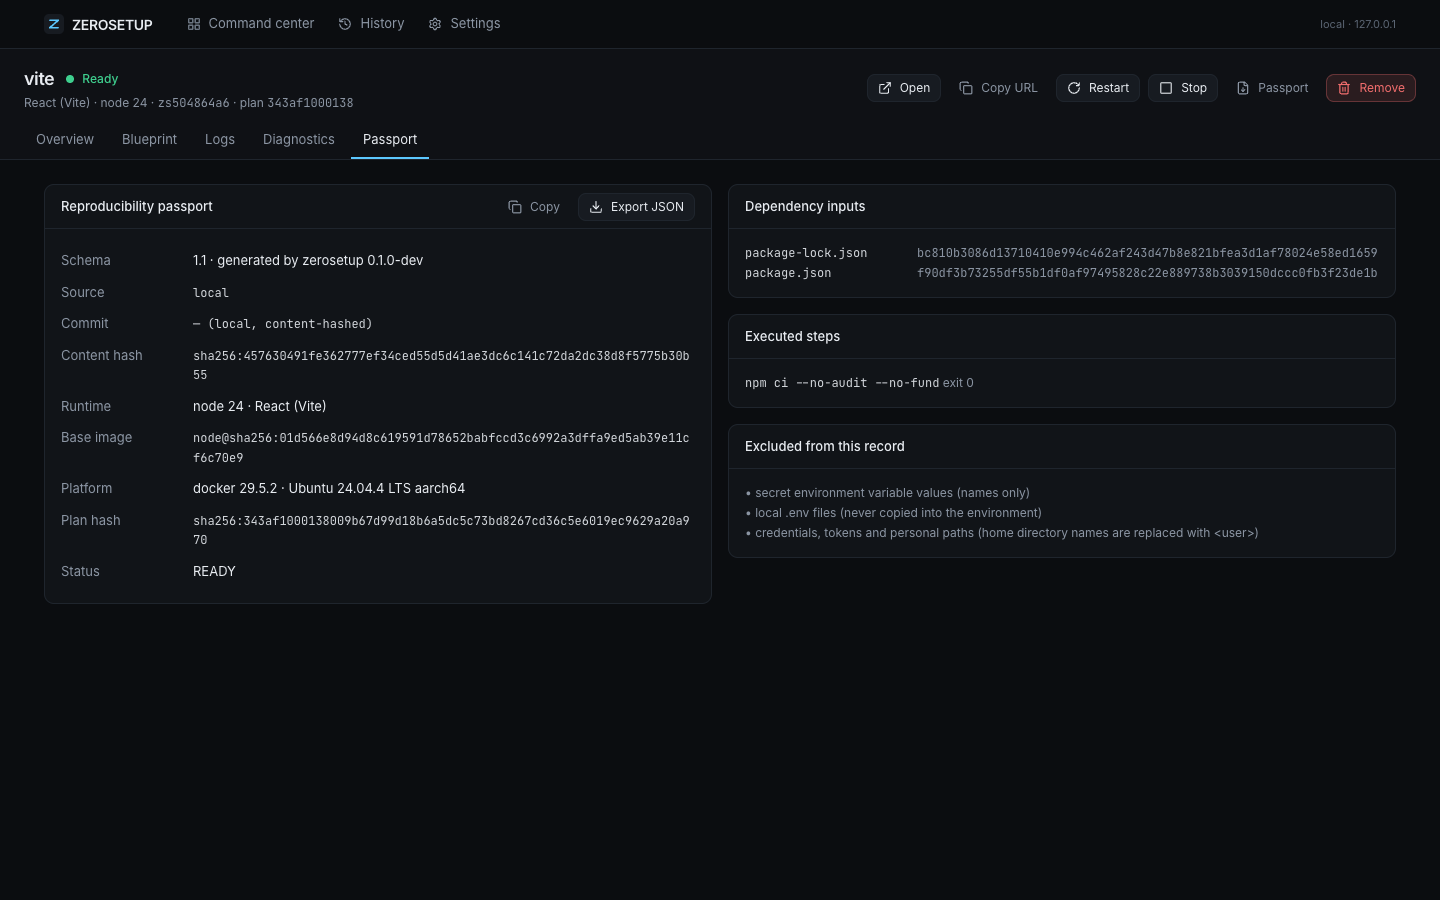 ZEROSETUP
Command center
History
Settings
local · 127.0.0.1
vite
Ready
React (Vite) · node 24 · zs504864a6 · plan 343af1000138
Open
Copy URL
Restart
Stop
Passport
Remove
Overview
Blueprint
Logs
Diagnostics
Passport
Reproducibility passport
Copy
Export JSON
Schema
1.1 · generated by zerosetup 0.1.0-dev
Source
local
Commit
— (local, content-hashed)
Content hash
sha256:457630491fe362777ef34ced55d5d41ae3dc6c141c72da2dc38d8f5775b30b
55
Runtime
node 24 · React (Vite)
Base image
node@sha256:01d566e8d94d8c619591d78652babfccd3c6992a3dffa9ed5ab39e11c
f6c70e9
Platform
docker 29.5.2 · Ubuntu 24.04.4 LTS aarch64
Plan hash
sha256:343af1000138009b67d99d18b6a5dc5c73bd8267cd36c5e6019ec9629a20a9
70
Status
READY
Dependency inputs
package-lock.json
bc810b3086d13710410e994c462af243d47b8e821bfea3d1af78024e58ed1659
package.json
f90df3b73255df55b1df0af97495828c22e889738b3039150dccc0fb3f23de1b
Executed steps
npm ci --no-audit --no-fund exit 0
Excluded from this record
• secret environment variable values (names only)
• local .env files (never copied into the environment)
• credentials, tokens and personal paths (home directory names are replaced with <user>)